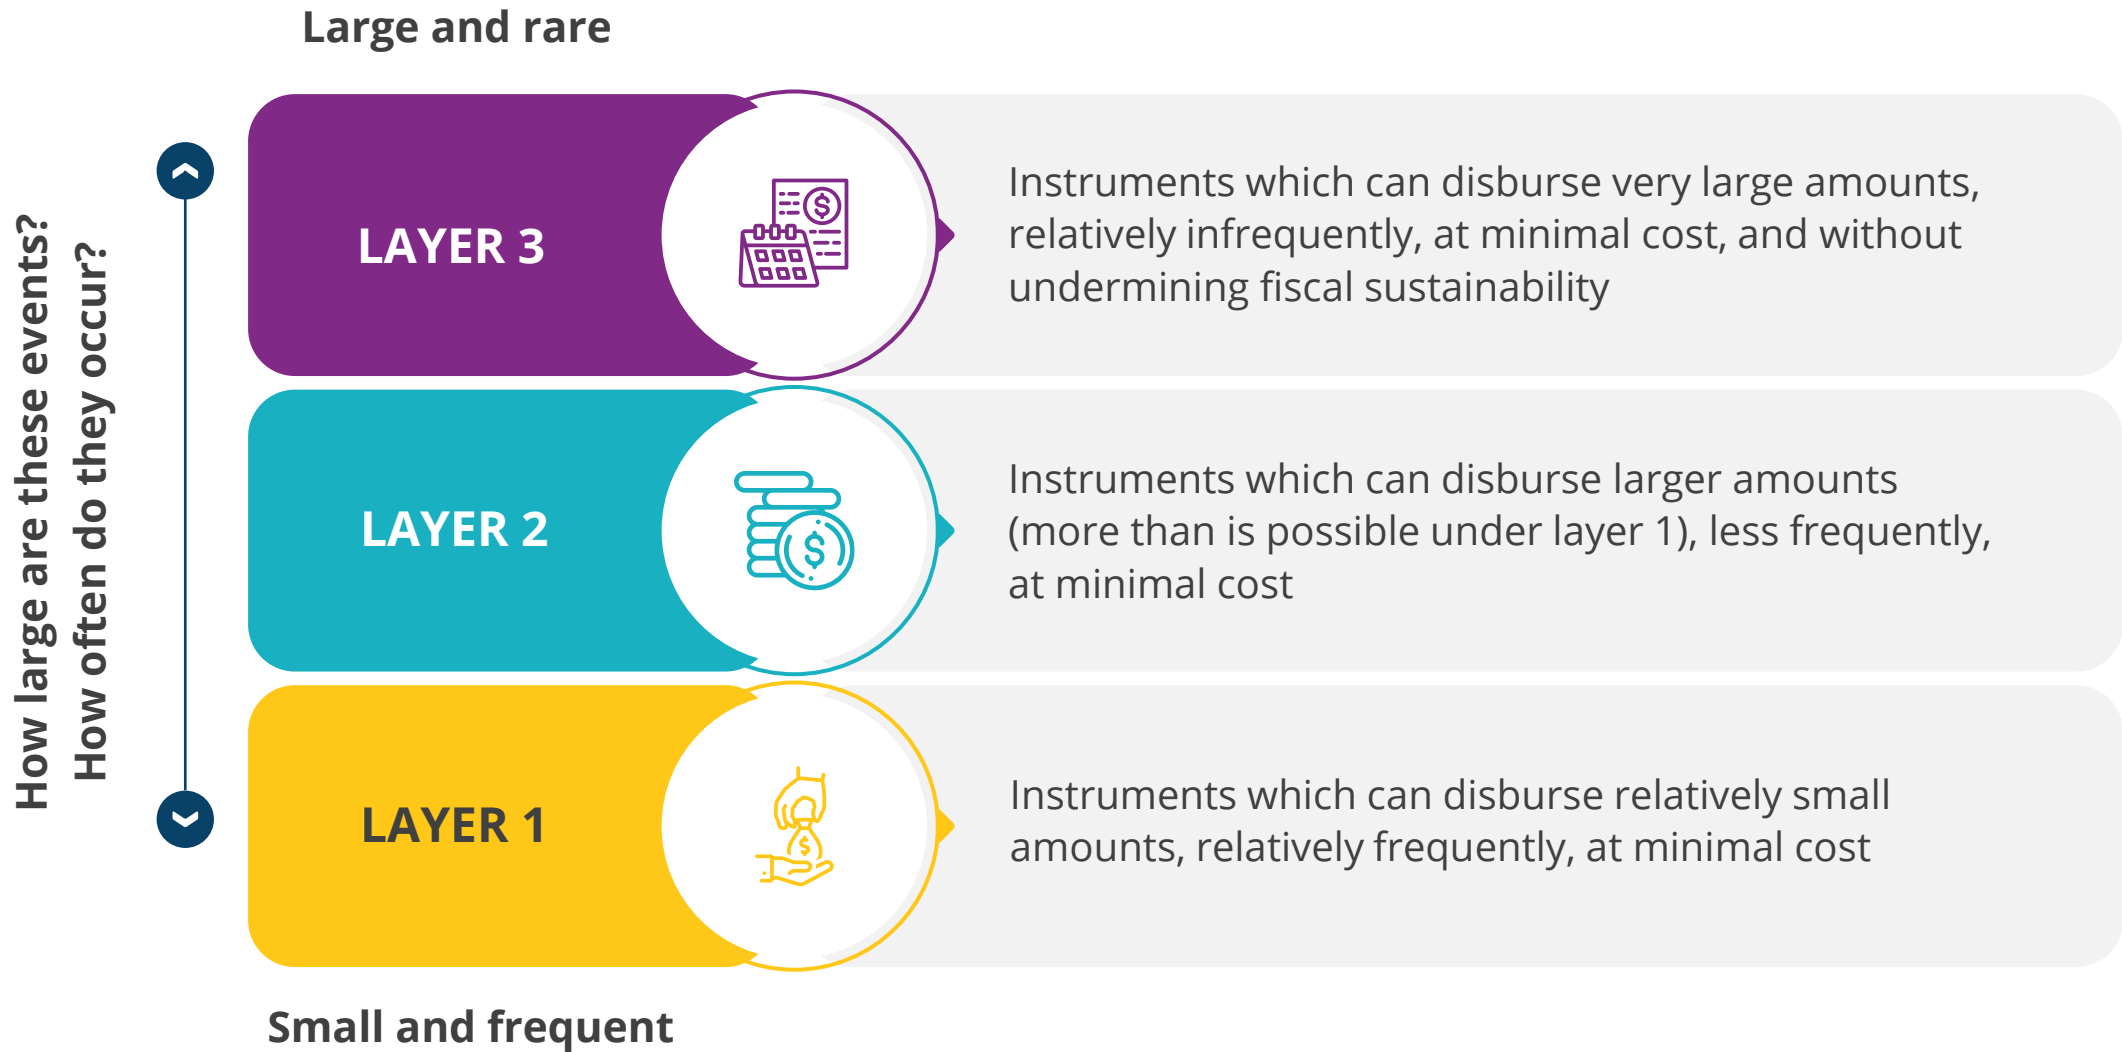 Large and rare
How large are these events?
How often do they occur?
LAYER 3
Instruments which can disburse very large amounts,
relatively infrequently, at minimal cost, and without
undermining fiscal sustainability
LAYER 2
Instruments which can disburse larger amounts
(more than is possible under layer 1), less frequently,
at minimal cost
LAYER 1
Instruments which can disburse relatively small
amounts, relatively frequently, at minimal cost
Small and frequent